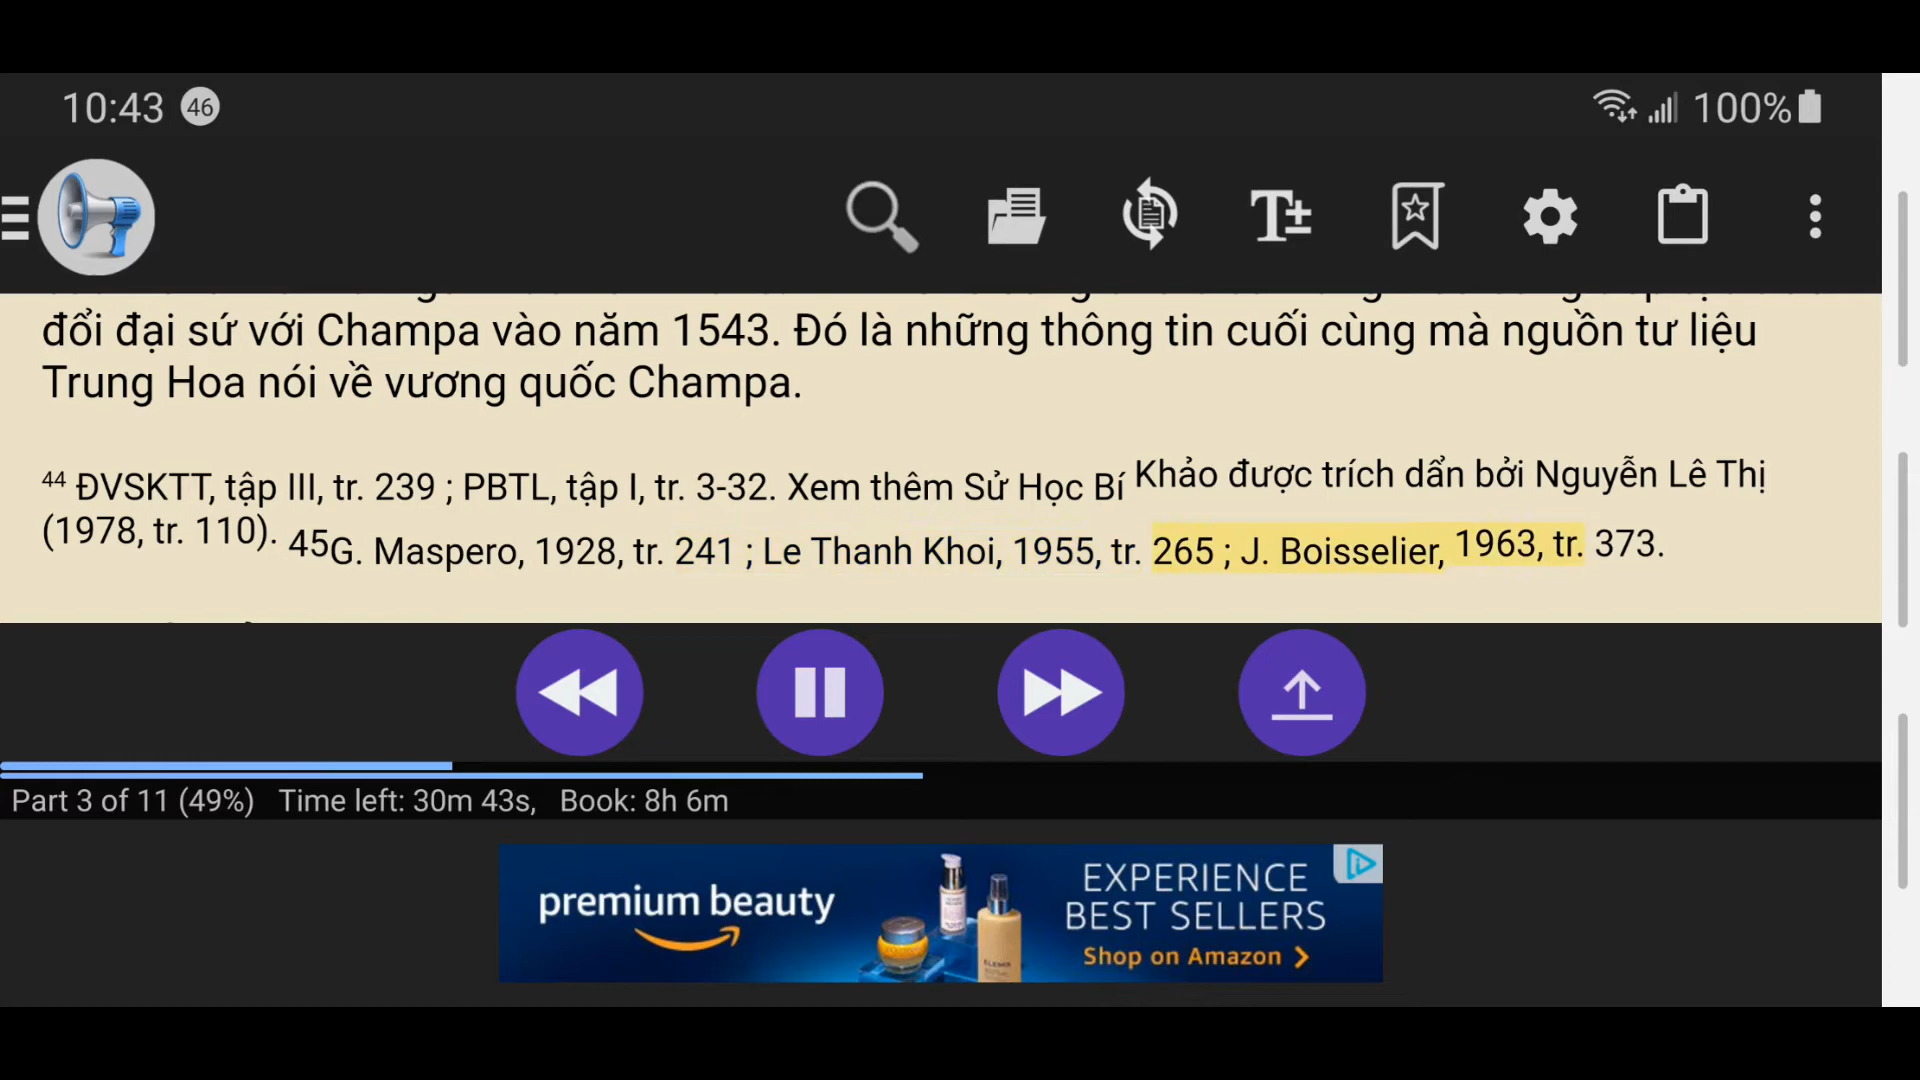 10:43 46 100%
đổi đại sứ với Champa vào năm 1543. Đó là những thông tin cuối cùng mà nguồn tư liệu
Trung Hoa nói về vương quốc Champa.
44 ĐVSKTT, tập III, tr. 239 ; PBTL, tập I, tr. 3-32. Xem thêm Sử Học Bí Khảo được trích dẩn bởi Nguyễn Lê Thị
(1978, tr. 110). 45G. Maspero, 1928, tr. 241 ; Le Thanh Khoi, 1955, tr. 265 ; J. Boisselier, 1963, tr. 373.
Part 3 of 11 (49%) Time left: 30m 43s, Book: 8h 6m
premium beauty
EXPERIENCE
BEST SELLERS
Shop on Amazon